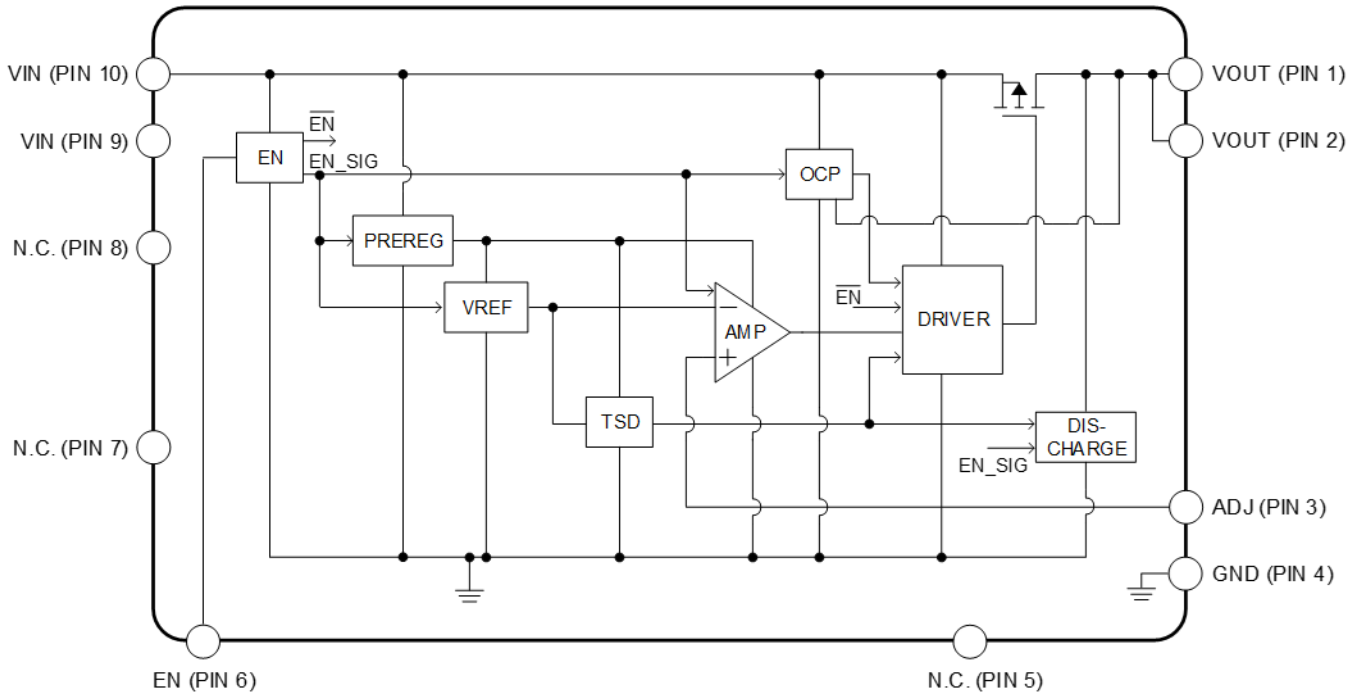 VIN (PIN 10)
VOUT (PIN 1)
VIN (PIN 9)
EN
EN
EN_SIG
OCP
VOUT (PIN 2)
N.C. (PIN 8)
PREREG
VREF
AMP
EN
DRIVER
TSD
DIS-
CHARGE
EN_SIG
N.C. (PIN 7)
ADJ (PIN 3)
GND (PIN 4)
EN (PIN 6)
N.C. (PIN 5)